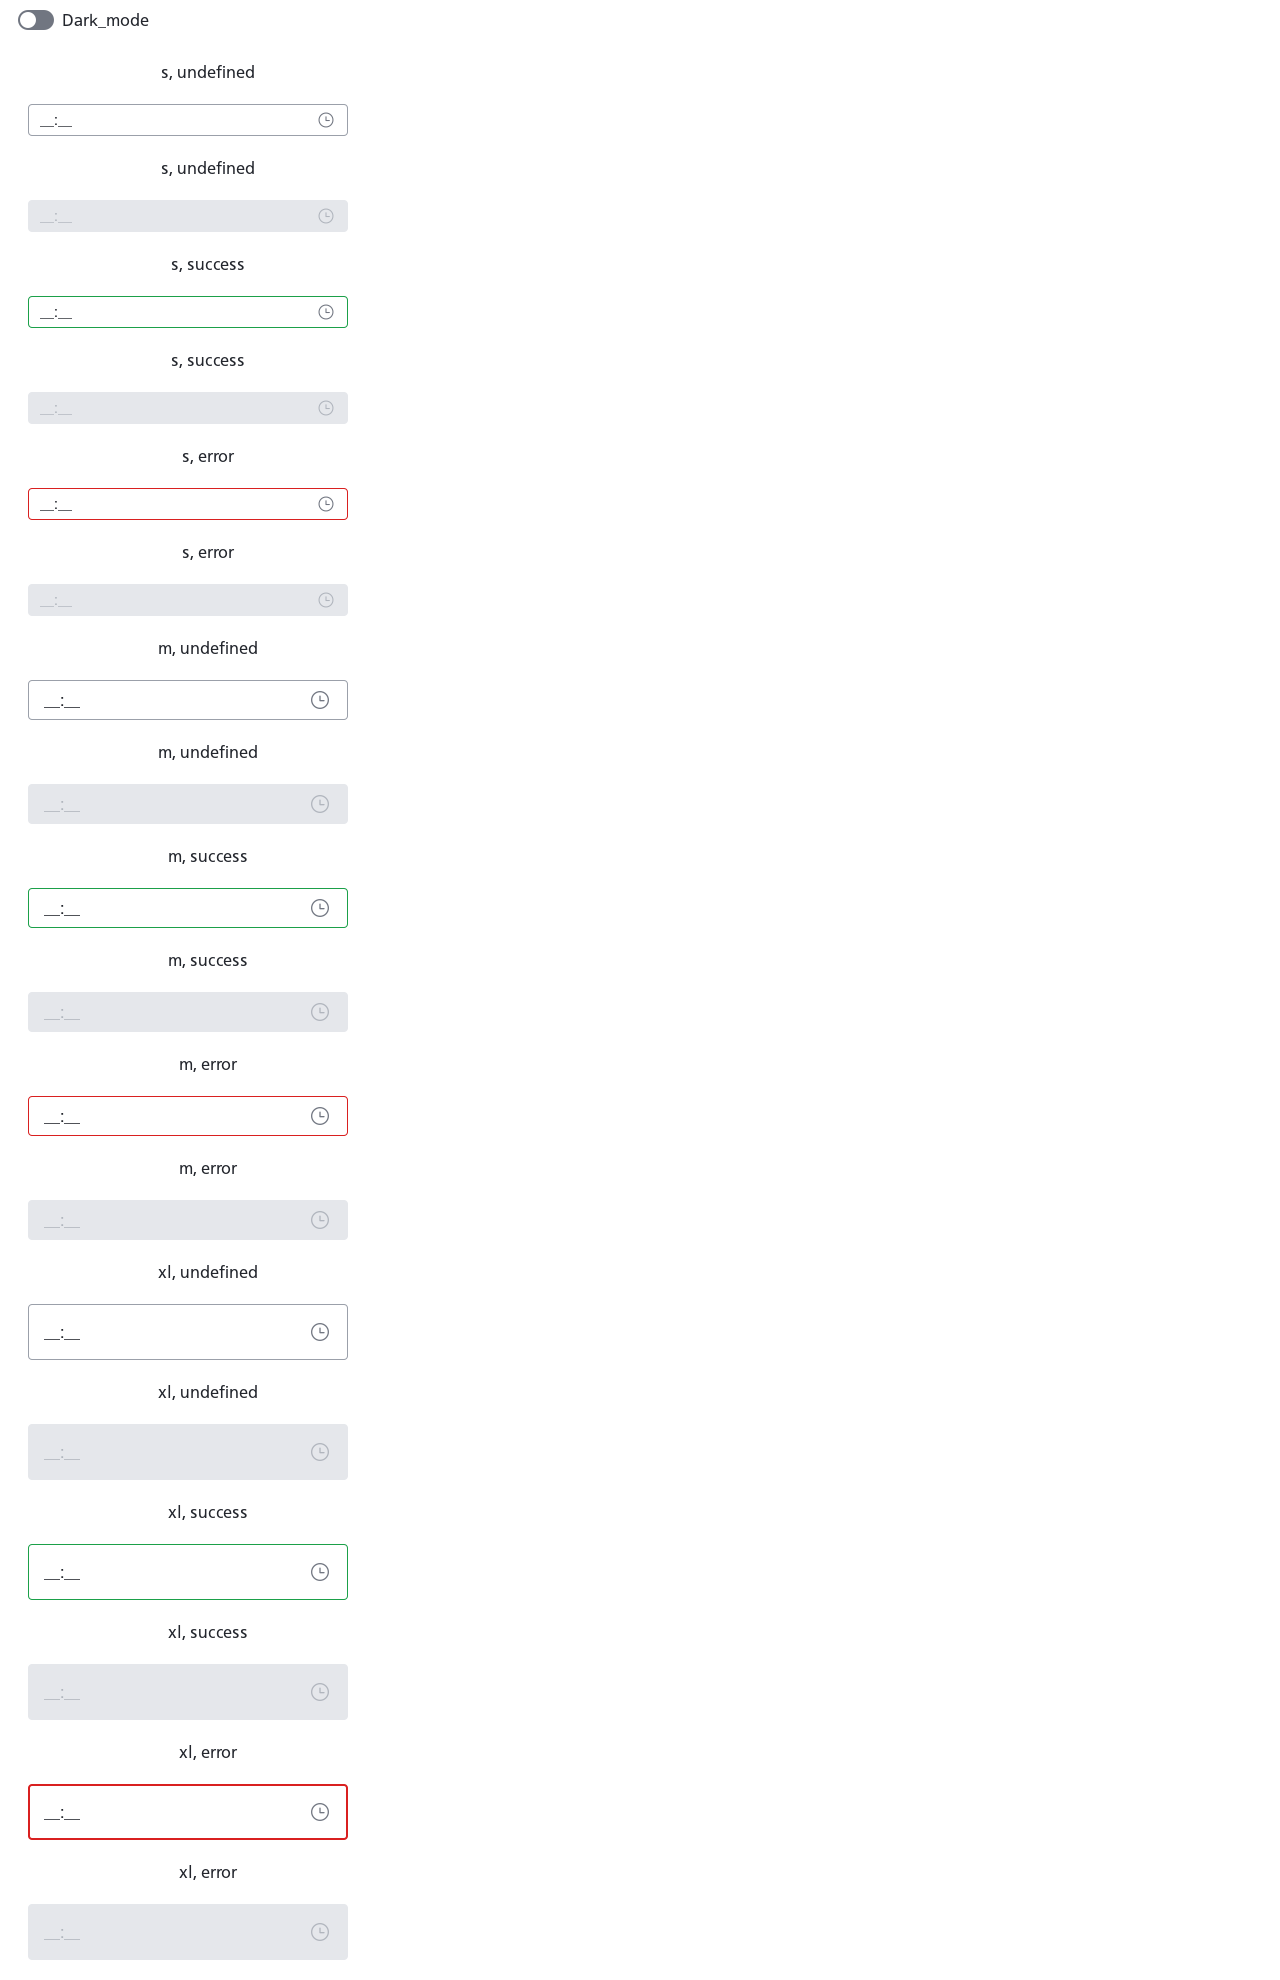 Dark_mode
s, undefined
__:__
s, undefined
__:__
s, success
__:__
s, success
__:__
s, error
__:__
s, error
__:__
m, undefined
__:__
m, undefined
__:__
m, success
__:__
m, success
__:__
m, error
__:__
m, error
__:__
xl, undefined
__:__
xl, undefined
__:__
xl, success
__:__
xl, success
__:__
xl, error
__:__
xl, error
__:__